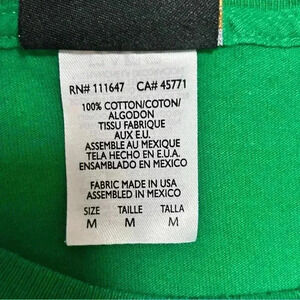 RN# 111647 CA# 45771
100% COTTON/COTON/
ALGODON
TISSU FABRIQUE
AUX E.U.
ASSEMBLE AU MEXIQUE
TELA HECHO EN E.U.A.
ENSAMBLADO EN MEXICO
FABRIC MADE IN USA
ASSEMBLED IN MEXICO
SIZE TAILLE TALLA
M M M